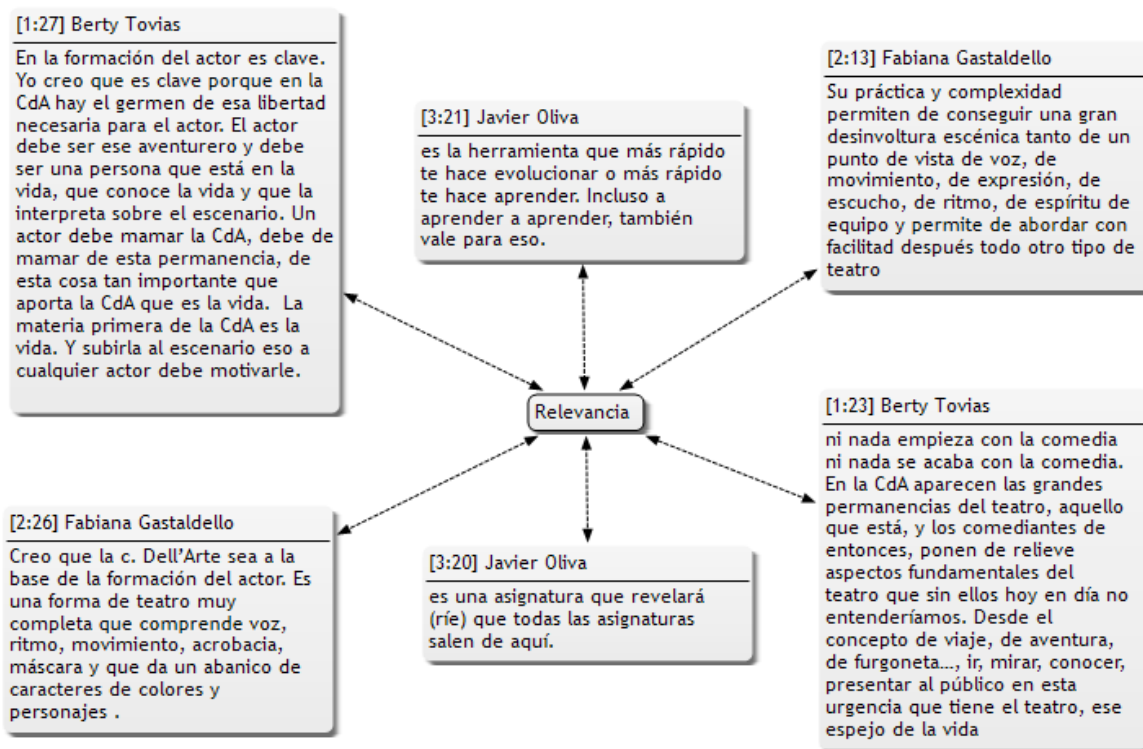 [1:27] Berty Tovias
En la formación del actor es clave.
Yo creo que es clave porque en la
CdA hay el germen de esa libertad
necesaria para el actor. El actor
debe ser ese aventurero y debe
ser una persona que está en la
vida, que conoce la vida y que la
interpreta sobre el escenario. Un
actor debe mamar la CdA, debe de
mamar de esta permanencia, de
esta cosa tan importante que
aporta la CdA que es la vida.  La
materia primera de la CdA es la
vida. Y subirla al escenario eso a
cualquier actor debe motivarle.
[3:21] Javier Oliva
es la herramienta que más rápido
te hace evolucionar o más rápido
te hace aprender. Incluso a
aprender a aprender, también
vale para eso.
[2:13] Fabiana Gastaldello
Su práctica y complexidad
permiten de conseguir una gran
desinvoltura escénica tanto de un
punto de vista de voz, de
movimiento, de expresión, de
escucho, de ritmo, de espíritu de
equipo y permite de abordar con
facilitad después todo otro tipo de
teatro
Relevancia
[2:26] Fabiana Gastaldello
Creo que la c. Dell'Arte sea a la
base de la formación del actor. Es
una forma de teatro muy
completa que comprende voz,
ritmo, movimiento, acrobacia,
máscara y que da un abanico de
caracteres de colores y
personajes .
[3:20] Javier Oliva
es una asignatura que revelará
(ríe) que todas las asignaturas
salen de aquí.
[1:23] Berty Tovias
ni nada empieza con la comedia
ni nada se acaba con la comedia.
En la CdA aparecen las grandes
permanencias del teatro, aquello
que está, y los comediantes de
entonces, ponen de relieve
aspectos fundamentales del
teatro que sin ellos hoy en día no
entenderíamos. Desde el
concepto de viaje, de aventura,
de furgoneta..., ir, mirar, conocer,
presentar al público en esta
urgencia que tiene el teatro, ese
espejo de la vida